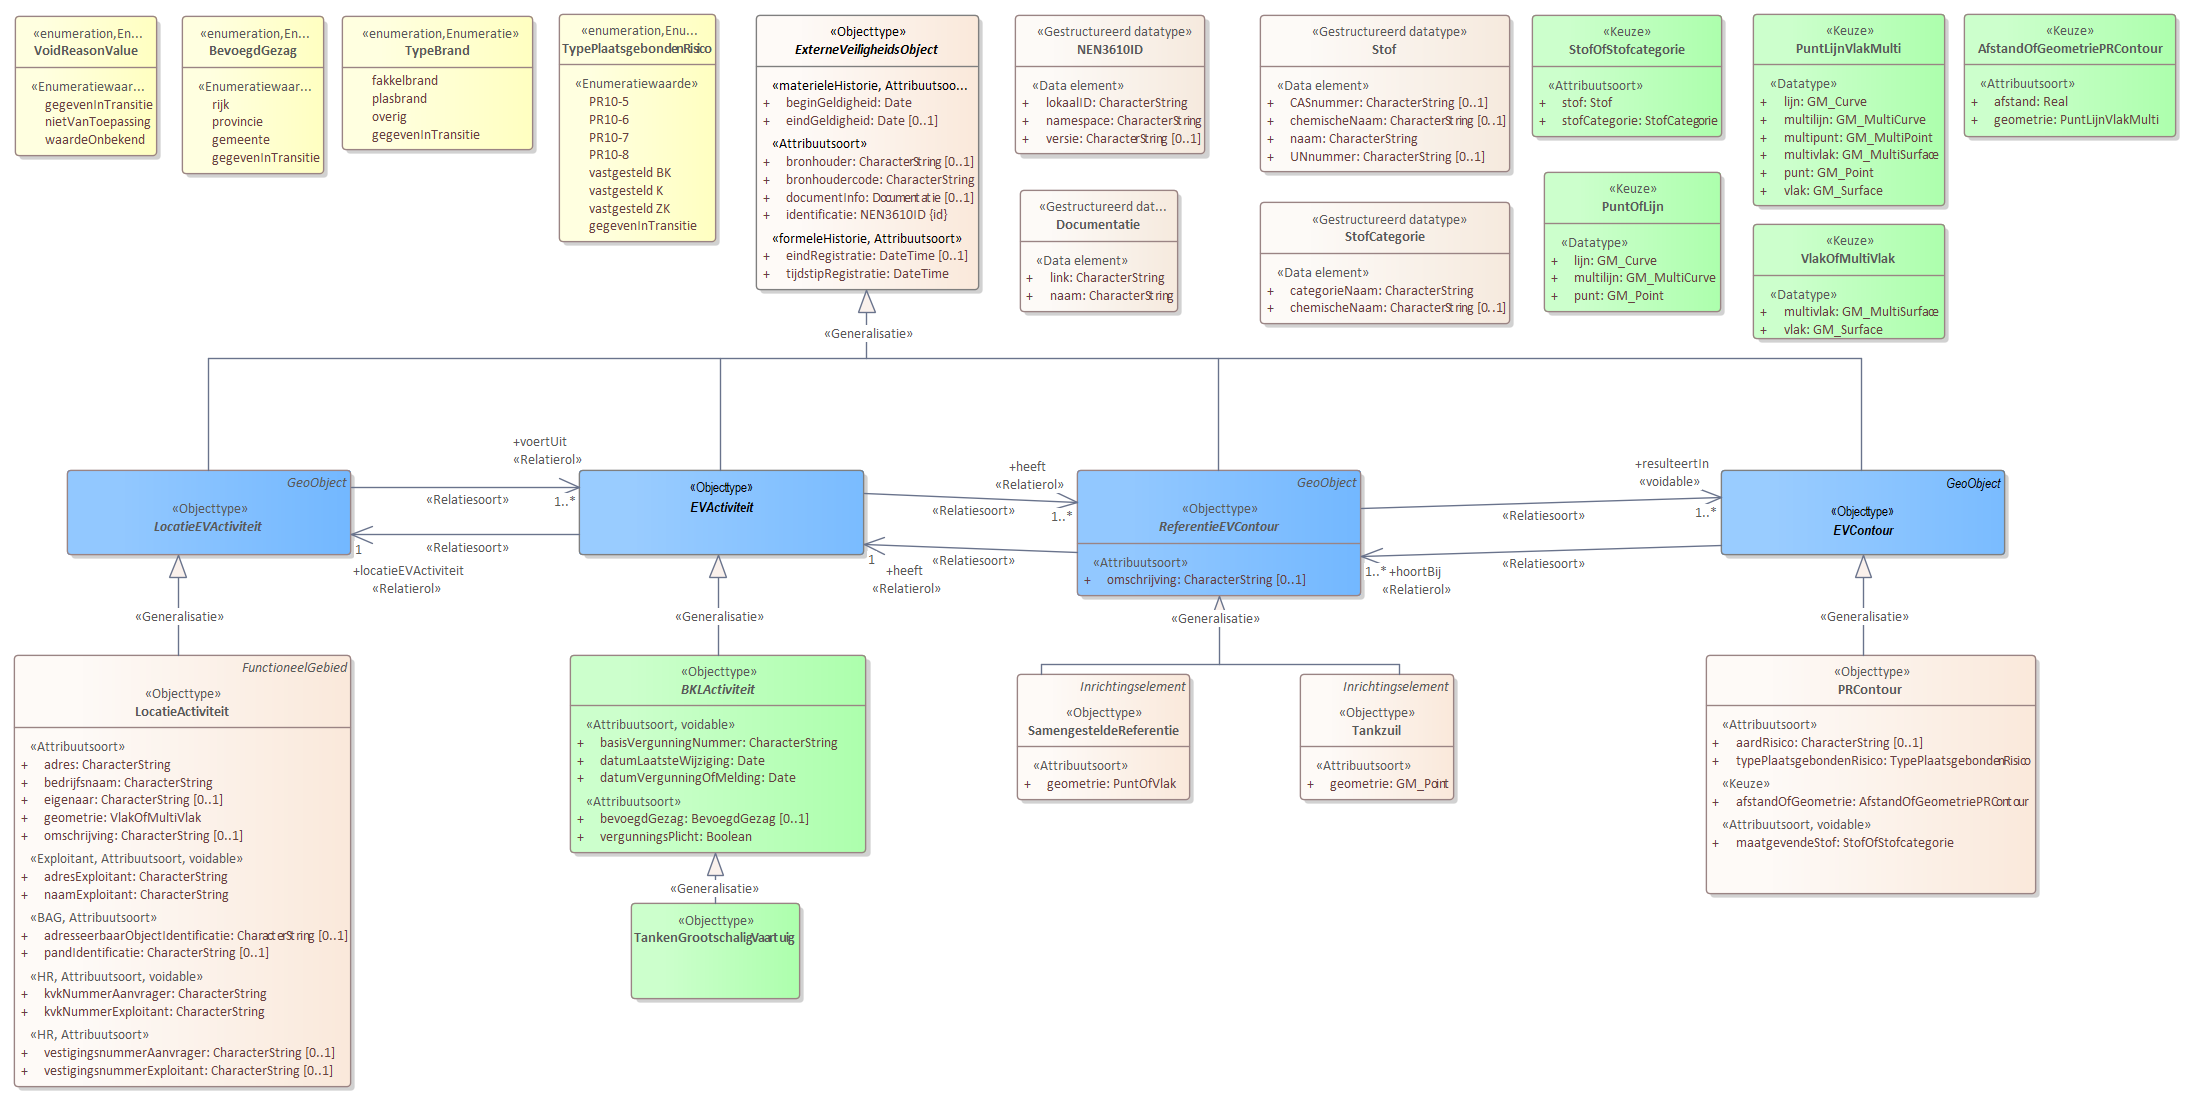 «enumeration,En...
VoidReasonValue
«Enumeratiewaar...
gegevenInTransitie
nietVanToepassing
waardeOnbekend
«enumeration,En...
BevoegdGezag
«Enumeratiewaar...
rijk
provincie
gemeente
gegevenInTransitie
«enumeration,Enumeratie»
TypeBrand
fakkelbrand
plasbrand
overig
gegevenInTransitie
«enumeration,Enu...
TypePlaatsgebondenRisico
«Enumeratiewaarde»
PR10-5
PR10-6
PR10-7
PR10-8
vastgesteld BK
vastgesteld K
vastgesteld ZK
gegevenInTransitie
«Objecttype»
ExterneVeiligheidsObject
«materieleHistorie, Attribuutsoo...
+ beginGeldigheid: Date
+ eindGeldigheid: Date [0..1]
«Attribuutsoort»
+ bronhouder: CharacterString [0..1]
+ bronhoudercode: CharacterString
+ documentInfo: Documentatie [0..1]
+ identificatie: NEN3610ID {id}
«formeleHistorie, Attribuutsoort»
+ eindRegistratie: DateTime [0..1]
+ tijdstipRegistratie: DateTime
«Gestructureerd datatype»
NEN3610ID
«Data element»
+ lokaalID: CharacterString
+ namespace: CharacterString
+ versie: CharacterString [0..1]
«Gestructureerd dat...
Documentatie
«Data element»
+ link: CharacterString
+ naam: CharacterString
«Gestructureerd datatype»
Stof
«Data element»
+ CASnummer: CharacterString [0..1]
+ chemischeNaam: CharacterString [0..1]
+ naam: CharacterString
+ UNnummer: CharacterString [0..1]
«Gestructureerd datatype»
StofCategorie
«Data element»
+ categorieNaam: CharacterString
+ chemischeNaam: CharacterString [0..1]
«Keuze»
StofOfStofcategorie
«Attribuutsoort»
+ stof: Stof
+ stofCategorie: StofCategorie
«Keuze»
PuntOfLijn
«Datatype»
+ lijn: GM_Curve
+ multilijn: GM_MultiCurve
+ punt: GM_Point
«Keuze»
PuntLijnVlakMulti
«Datatype»
+ lijn: GM_Curve
+ multilijn: GM_MultiCurve
+ multipunt: GM_MultiPoint
+ multivlak: GM_MultiSurface
+ punt: GM_Point
+ vlak: GM_Surface
«Keuze»
VlakOfMultiVlak
«Datatype»
+ multivlak: GM_MultiSurface
+ vlak: GM_Surface
«Keuze»
AfstandOfGeometriePRContour
«Attribuutsoort»
+ afstand: Real
+ geometrie: PuntLijnVlakMulti
«Generalisatie»
GeoObject
«Objecttype»
LocatieEVActiviteit
+voertUit
«Relatierol»
«Relatiesoort»
1..*
«Relatiesoort»
1
+locatieEVActiviteit
«Relatierol»
«Objecttype»
EVActiviteit
+heeft
«Relatierol»
«Relatiesoort»
1..*
«Relatiesoort»
1
+heeft
«Relatierol»
GeoObject
«Objecttype»
ReferentieEVContour
«Attribuutsoort»
+ omschrijving: CharacterString [0..1]
+resulteertIn
«voidable»
«Relatiesoort»
1..*
«Relatiesoort»
1..* +hoortBij
«Relatierol»
GeoObject
«Objecttype»
EVContour
«Generalisatie»
«Generalisatie»
«Generalisatie»
«Generalisatie»
FunctioneelGebied
«Objecttype»
LocatieActiviteit
«Attribuutsoort»
+ adres: CharacterString
+ bedrijfsnaam: CharacterString
+ eigenaar: CharacterString [0..1]
+ geometrie: VlakOfMultiVlak
+ omschrijving: CharacterString [0..1]
«Exploitant, Attribuutsoort, voidable»
+ adresExploitant: CharacterString
+ naamExploitant: CharacterString
«BAG, Attribuutsoort»
+ adresseerbaarObjectIdentificatie: CharacterString [0..1]
+ pandIdentificatie: CharacterString [0..1]
«HR, Attribuutsoort, voidable»
+ kvkNummerAanvrager: CharacterString
+ kvkNummerExploitant: CharacterString
«HR, Attribuutsoort»
+ vestigingsnummerAanvrager: CharacterString [0..1]
+ vestigingsnummerExploitant: CharacterString [0..1]
«Objecttype»
BKLActiviteit
«Attribuutsoort, voidable»
+ basisVergunningNummer: CharacterString
+ datumLaatsteWijziging: Date
+ datumVergunningOfMelding: Date
«Attribuutsoort»
+ bevoegdGezag: BevoegdGezag [0..1]
+ vergunningsPlicht: Boolean
«Generalisatie»
«Objecttype»
TankenGrootschaligVaartuig
Inrichtingselement
«Objecttype»
SamengesteldeReferentie
«Attribuutsoort»
+ geometrie: PuntOfVlak
Inrichtingselement
«Objecttype»
Tankzuil
«Attribuutsoort»
+ geometrie: GM_Point
«Objecttype»
PRContour
«Attribuutsoort»
+ aardRisico: CharacterString [0..1]
+ typePlaatsgebondenRisico: TypePlaatsgebondenRisico
«Keuze»
+ afstandOfGeometrie: AfstandOfGeometriePRContour
«Attribuutsoort, voidable»
+ maatgevendeStof: StofOfStofcategorie